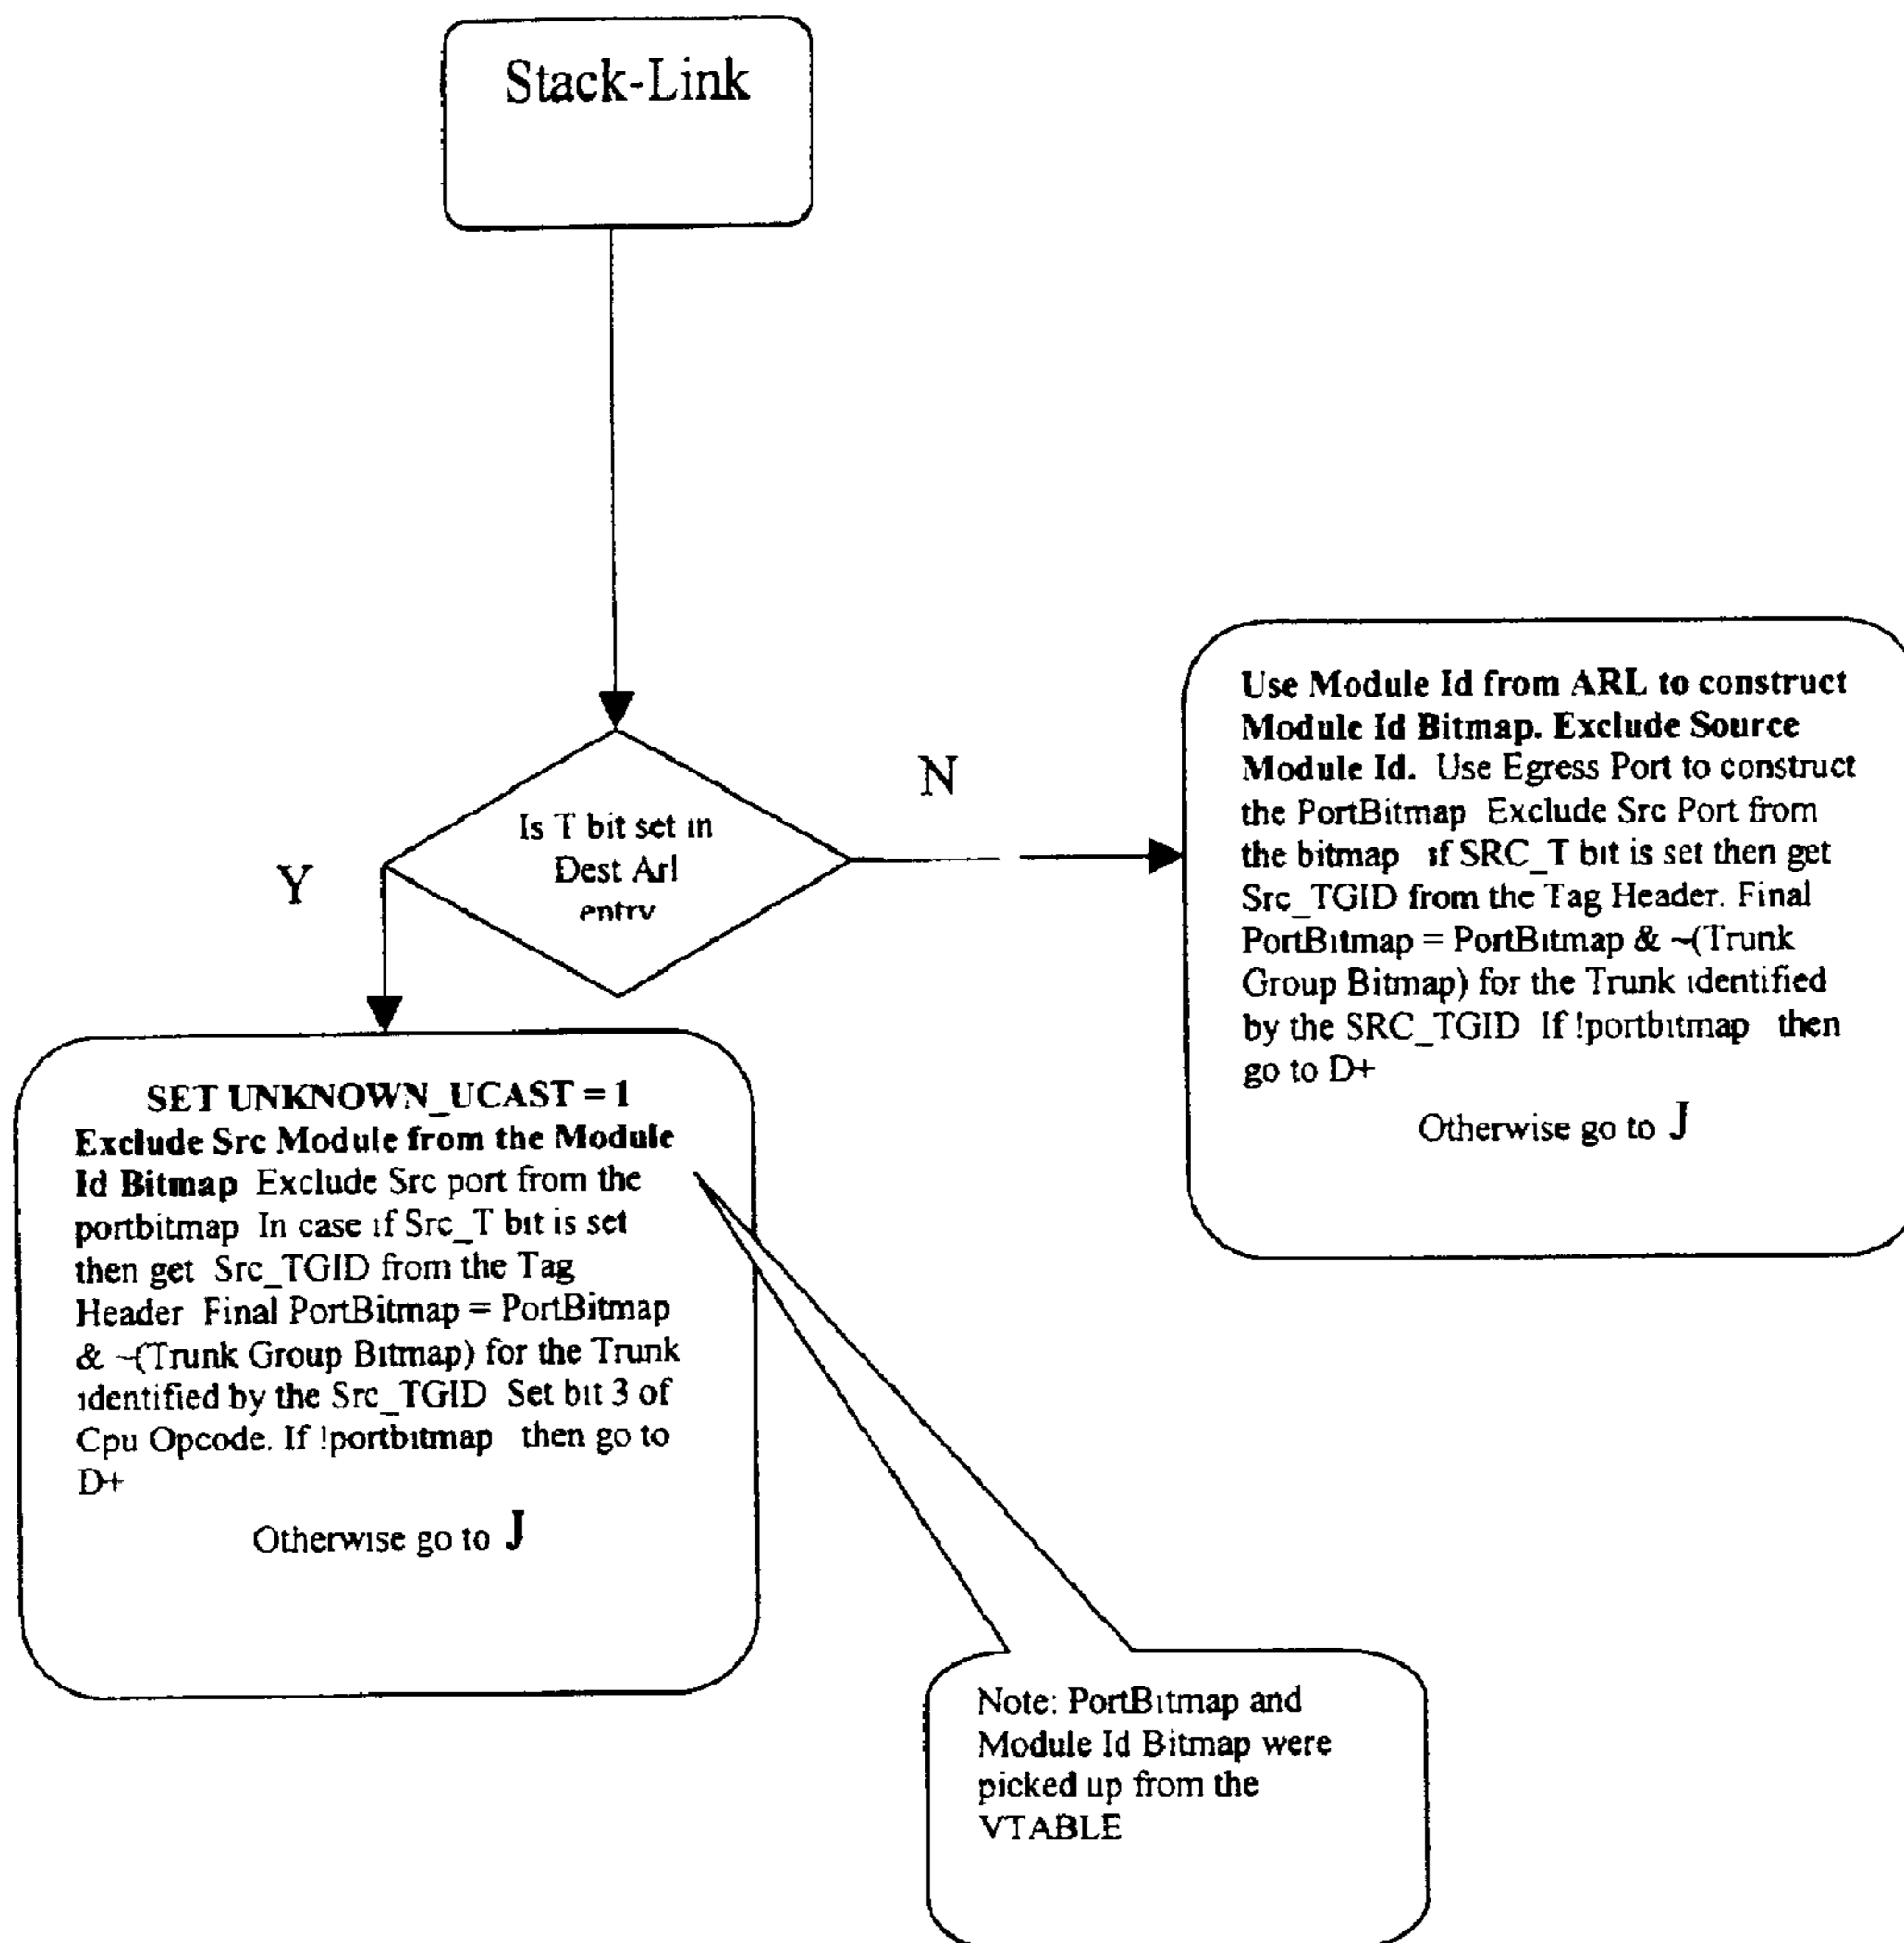 Stack-Link
Is T bit set in
Dest Arl
entry
Y
N
Use Module Id from ARL to construct
Module Id Bitmap. Exclude Source
Module Id. Use Egress Port to construct
the PortBitmap Exclude Src Port from
the bitmap if SRC_T bit is set then get
Src_TGID from the Tag Header. Final
PortBitmap = PortBitmap & ~(Trunk
Group Bitmap) for the Trunk identified
by the SRC_TGID If !portbitmap then
go to D+
Otherwise go to J
SET UNKNOWN_UCAST = 1
Exclude Src Module from the Module
Id Bitmap Exclude Src port from the
portbitmap In case if Src_T bit is set
then get Src_TGID from the Tag
Header Final PortBitmap = PortBitmap
& ~(Trunk Group Bitmap) for the Trunk
identified by the Src_TGID Set bit 3 of
Cpu Opcode. If !portbitmap then go to
D+
Otherwise go to J
Note: PortBitmap and
Module Id Bitmap were
picked up from the
VTABLE